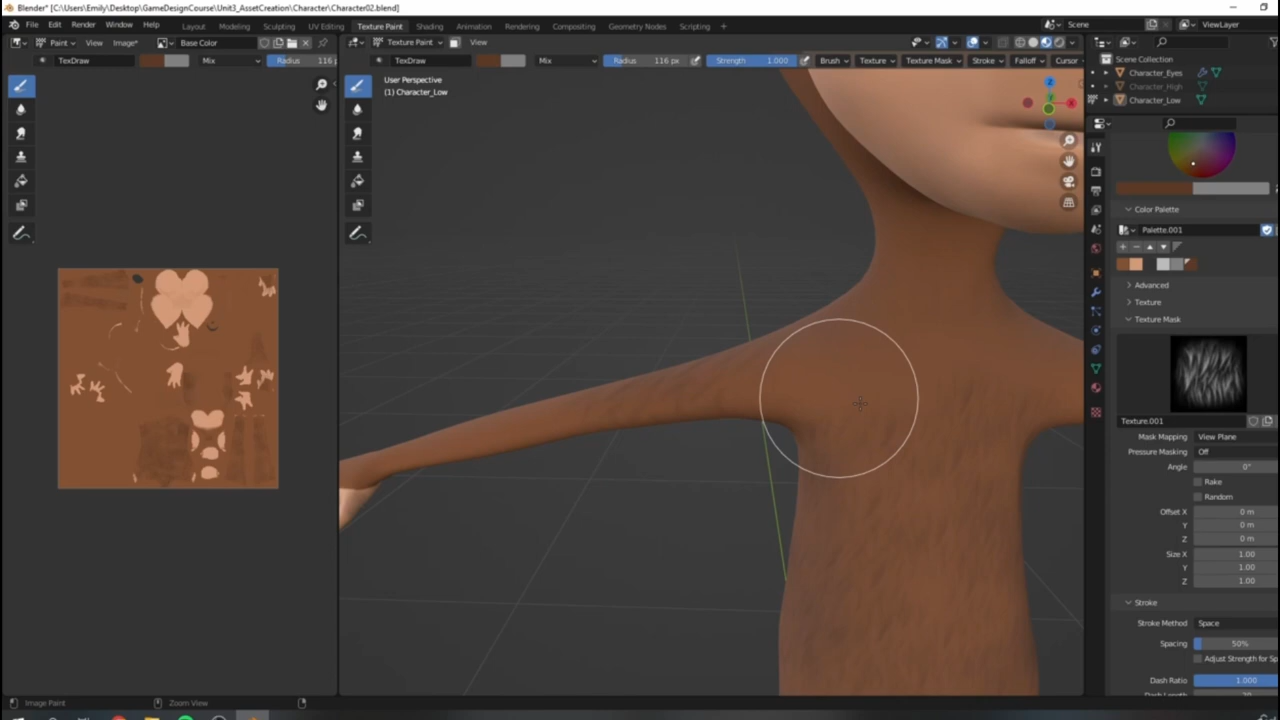 Blender* [C:\Users\Emily\Desktop\GameDesignCourse\Unit3_AssetCreation\Character\Character02.blend]
File Edit Render Window Help Layout Modeling Sculpting UV Editing Texture Paint Shading Animation Rendering Compositing Geometry Nodes Scripting + Scene ViewLayer
Paint View Image* Base Color Texture Paint View
TexDraw Mix Radius 116 p TexDraw Mix Radius 116 px Strength 1.000 Brush Texture Texture Mask Stroke Falloff Cursor
Scene Collection
Character_Eyes
Character_High
Character_Low
User Perspective
(1) Character_Low
Color Palette
Palette.001
Advanced
Texture
Texture Mask
Texture.001
Mask Mapping View Plane
Pressure Masking Off
Angle 0°
Rake
Random
Offset X 0 m
Y 0 m
Z 0 m
Size X 1.00
Y 1.00
Z 1.00
Stroke
Stroke Method Space
Spacing 50%
Adjust Strength for Sp
Dash Ratio 1.000
Image Paint Zoom View